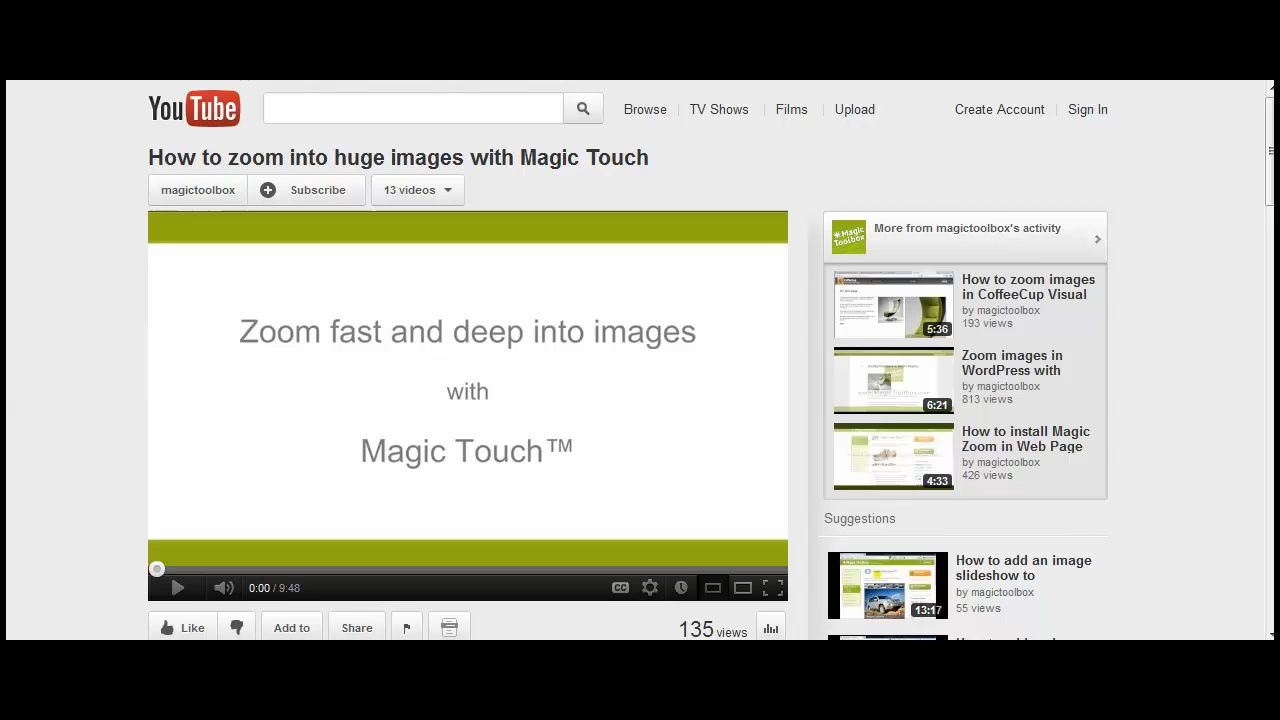 YouTube
Browse
TV Shows
Films
Upload
Create Account
Sign In
How to zoom into huge images with Magic Touch
magictoolbox
Subscribe
13 videos
Zoom fast and deep into images
with
Magic Touch™
0:00 / 9:48
CC
Like
Add to
Share
135 views
Magic Toolbox
More from magictoolbox's activity
5:36
How to zoom images
in CoffeeCup Visual
by magictoolbox
193 views
6:21
Zoom images in
WordPress with
by magictoolbox
813 views
4:33
How to install Magic
Zoom in Web Page
by magictoolbox
426 views
Suggestions
13:17
How to add an image
slideshow to
by magictoolbox
55 views